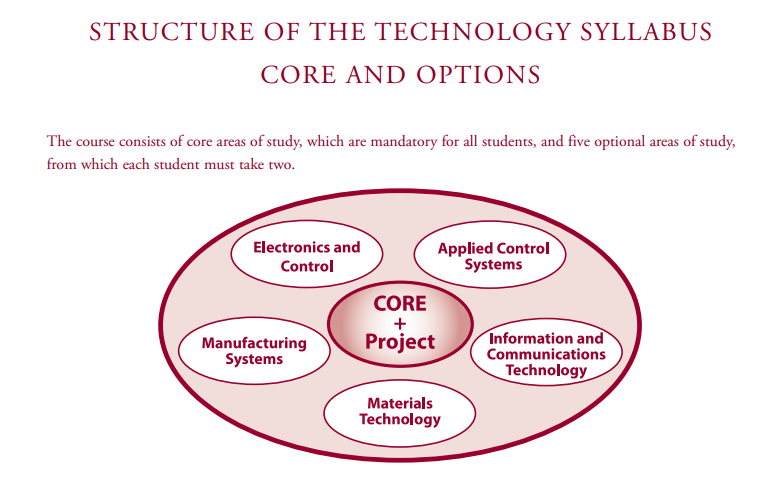 STRUCTURE OF THE TECHNOLOGY SYLLABUS
CORE AND OPTIONS
The course consists of core areas of study, which are mandatory for all students, and five optional areas of study,
from which each student must take two.
Electronics and
Control
Applied Control
Systems
CORE
+
Project
Manufacturing
Systems
Information and
Communications
Technology
Materials
Technology